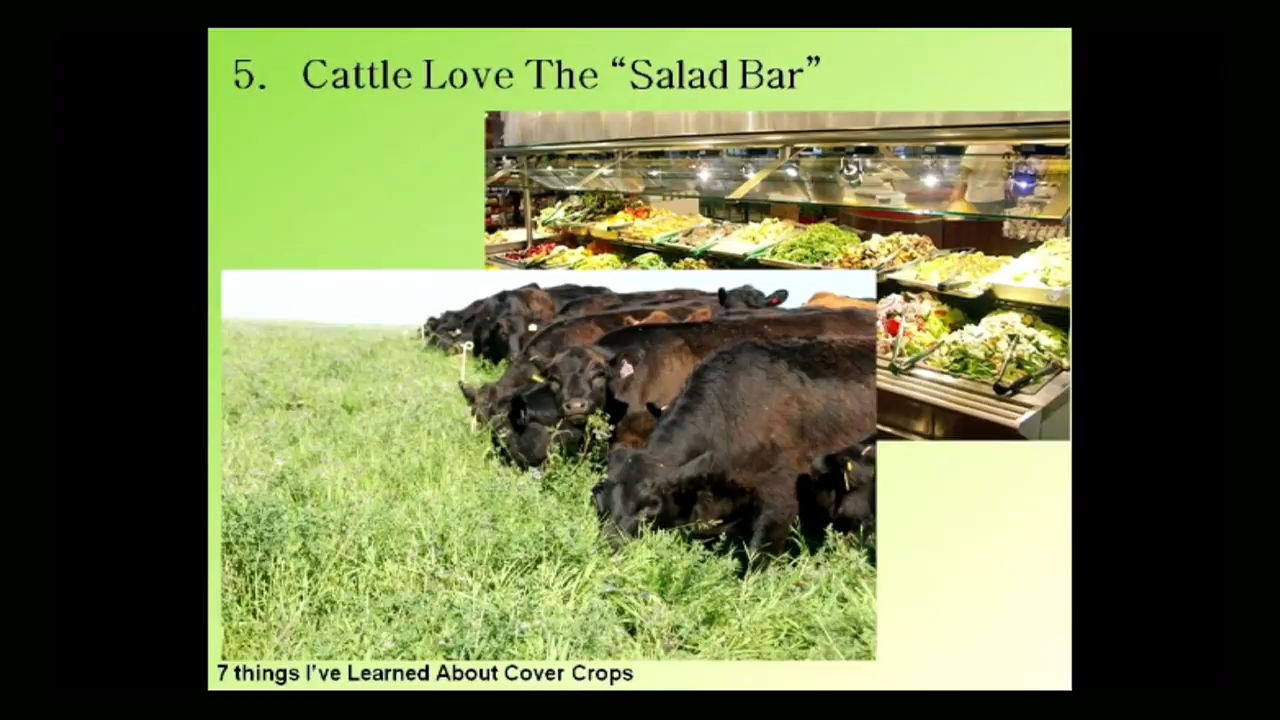 5. Cattle Love The “Salad Bar”
7 things I’ve Learned About Cover Crops